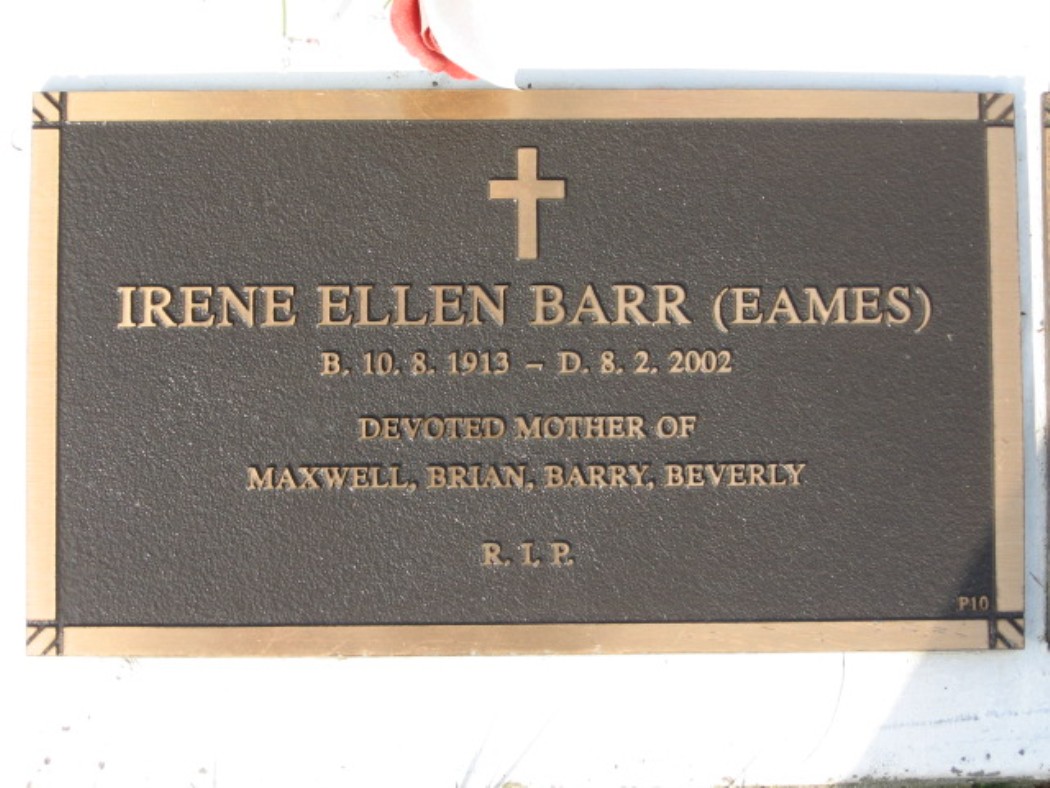 IRENE ELLEN BARR (EAMES)
B. 10. 8. 1913 – D. 8. 2. 2002
DEVOTED MOTHER OF
MAXWELL, BRIAN, BARRY, BEVERLY
R. I. P.
P10